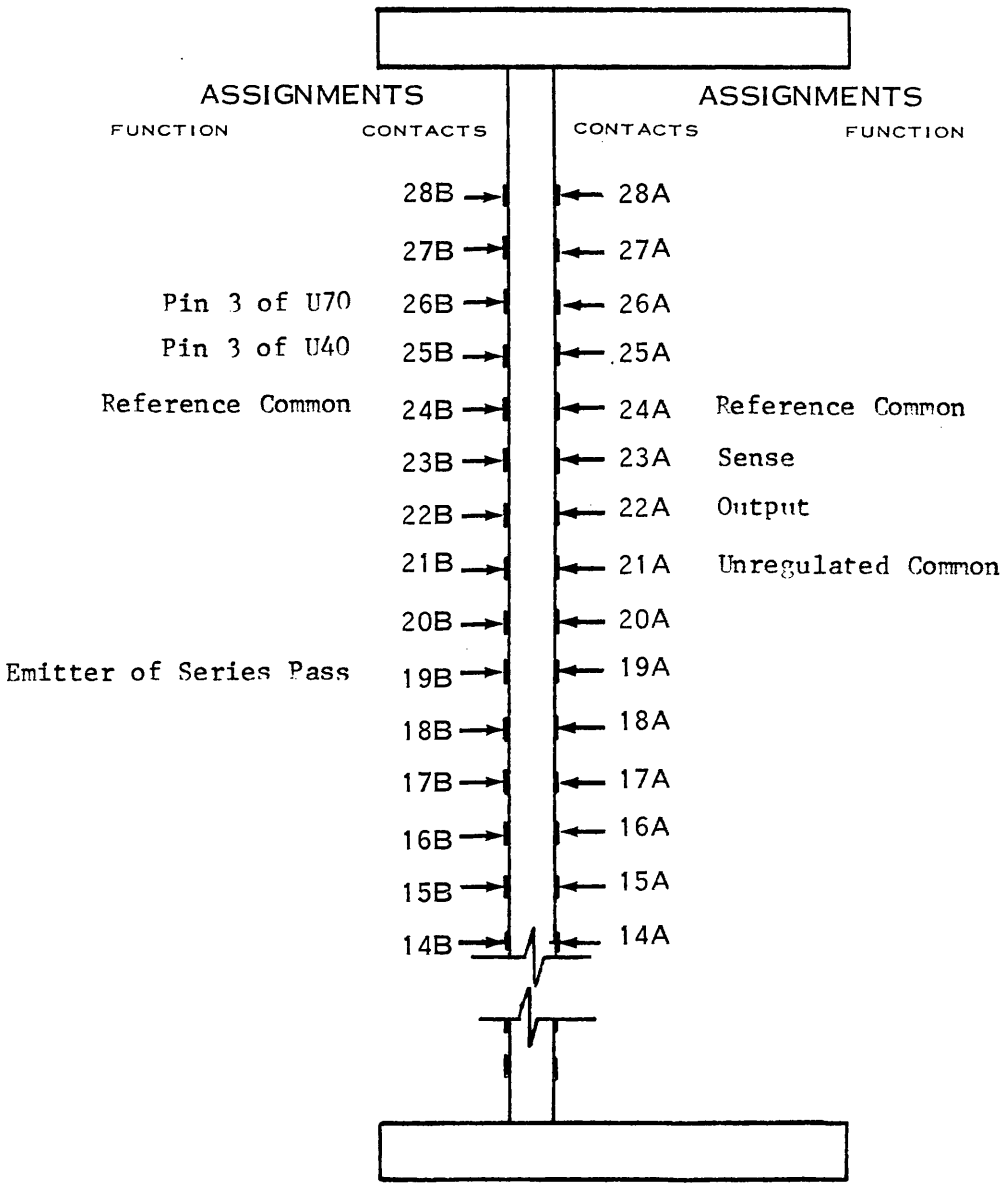 ASSIGNMENTS ASSIGNMENTS
FUNCTION CONTACTS CONTACTS FUNCTION
28B 28A
27B 27A
Pin 3 of U70 26B 26A
Pin 3 of U40 25B 25A
Reference Common 24B 24A Reference Common
23B 23A Sense
22B 22A Output
21B 21A Unregulated Common
20B 20A
Emitter of Series Pass 19B 19A
18B 18A
17B 17A
16B 16A
15B 15A
14B 14A